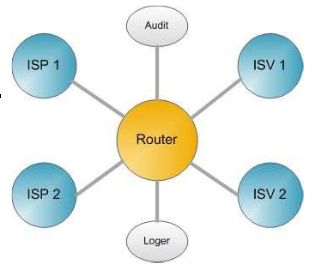 Audit
ISP 1
ISV 1
Router
ISP 2
ISV 2
Loger